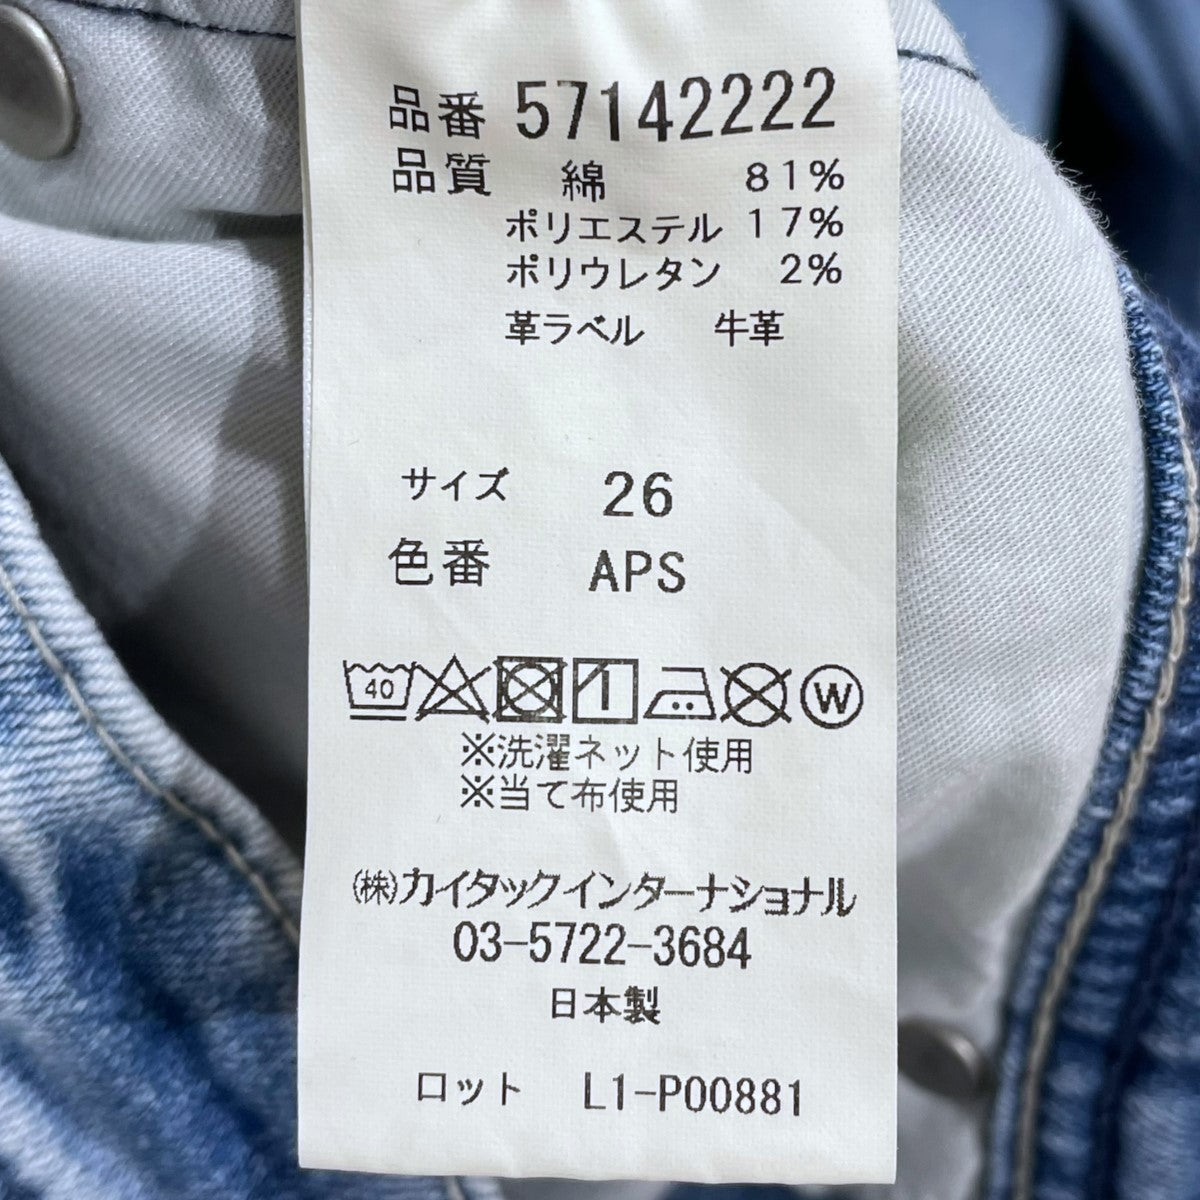 品番 57142222
品質 綿 81%
ポリエステル 17%
ポリウレタン 2%
革ラベル 牛革
サイズ 26
色番 APS
40 W
※洗濯ネット使用
※当て布使用
(株)カイタックインターナショナル
03-5722-3684
日本製
ロット L1-P00881